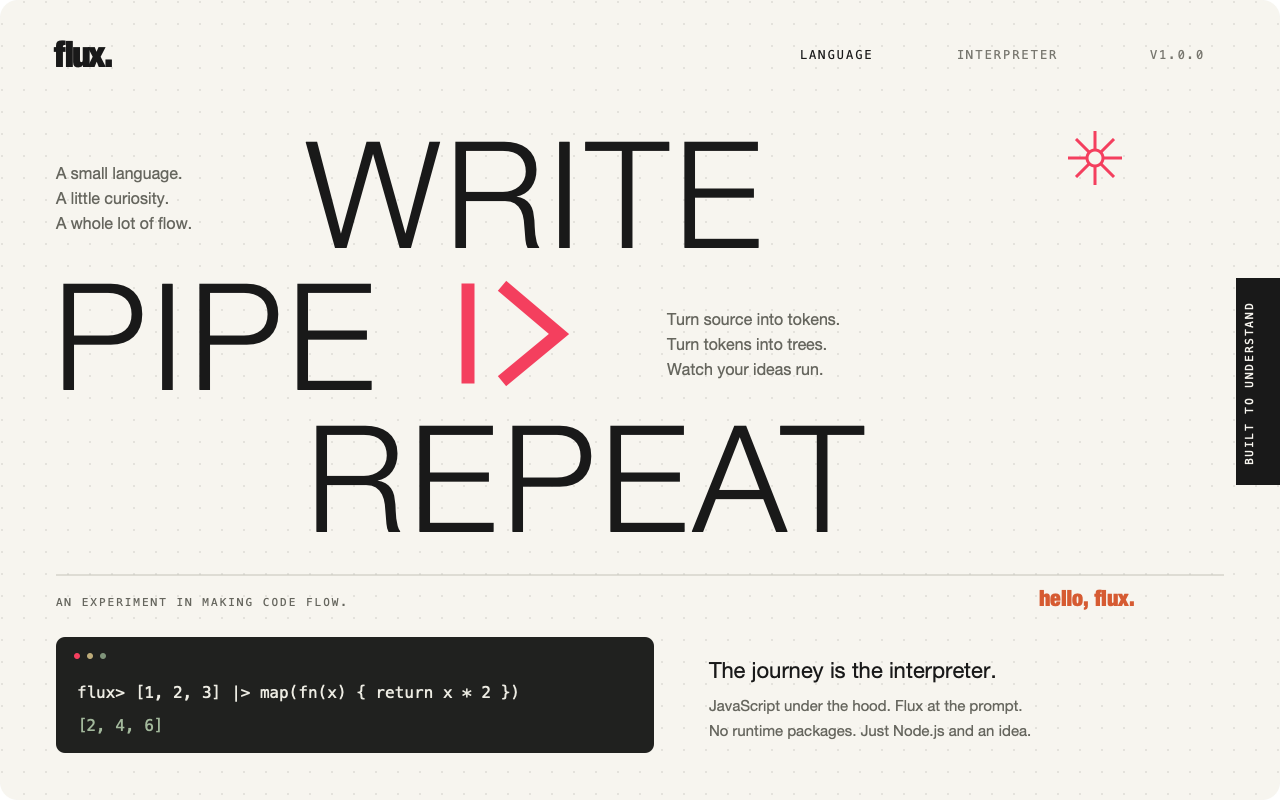 flux.
LANGUAGE
INTERPRETER
V1.0.0
WRITE
A small language.
A little curiosity.
A whole lot of flow.
PIPE |>
Turn source into tokens.
Turn tokens into trees.
Watch your ideas run.
BUILT TO UNDERSTAND
REPEAT
AN EXPERIMENT IN MAKING CODE FLOW.
hello, flux.
flux> [1, 2, 3] |> map(fn(x) { return x * 2 })
[2, 4, 6]
The journey is the interpreter.
JavaScript under the hood. Flux at the prompt.
No runtime packages. Just Node.js and an idea.